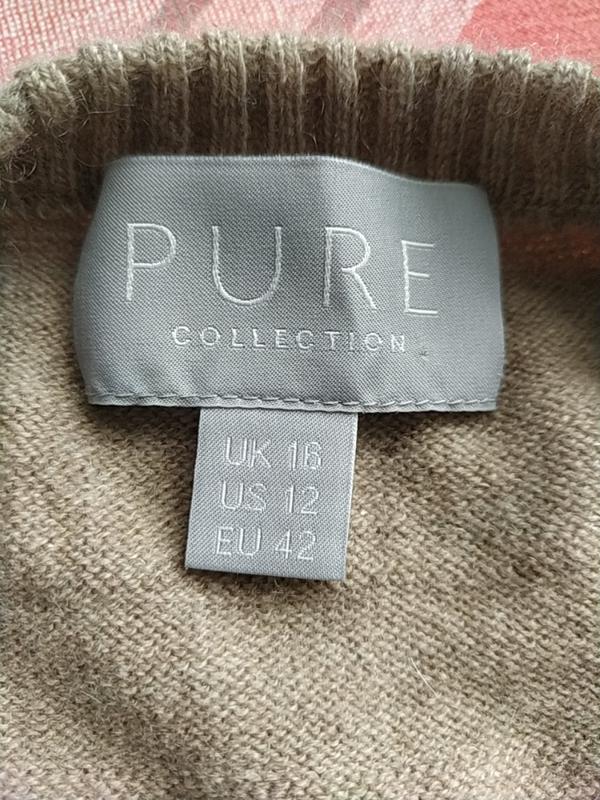 PURE
COLLECTION
UK 16
US 12
EU 42